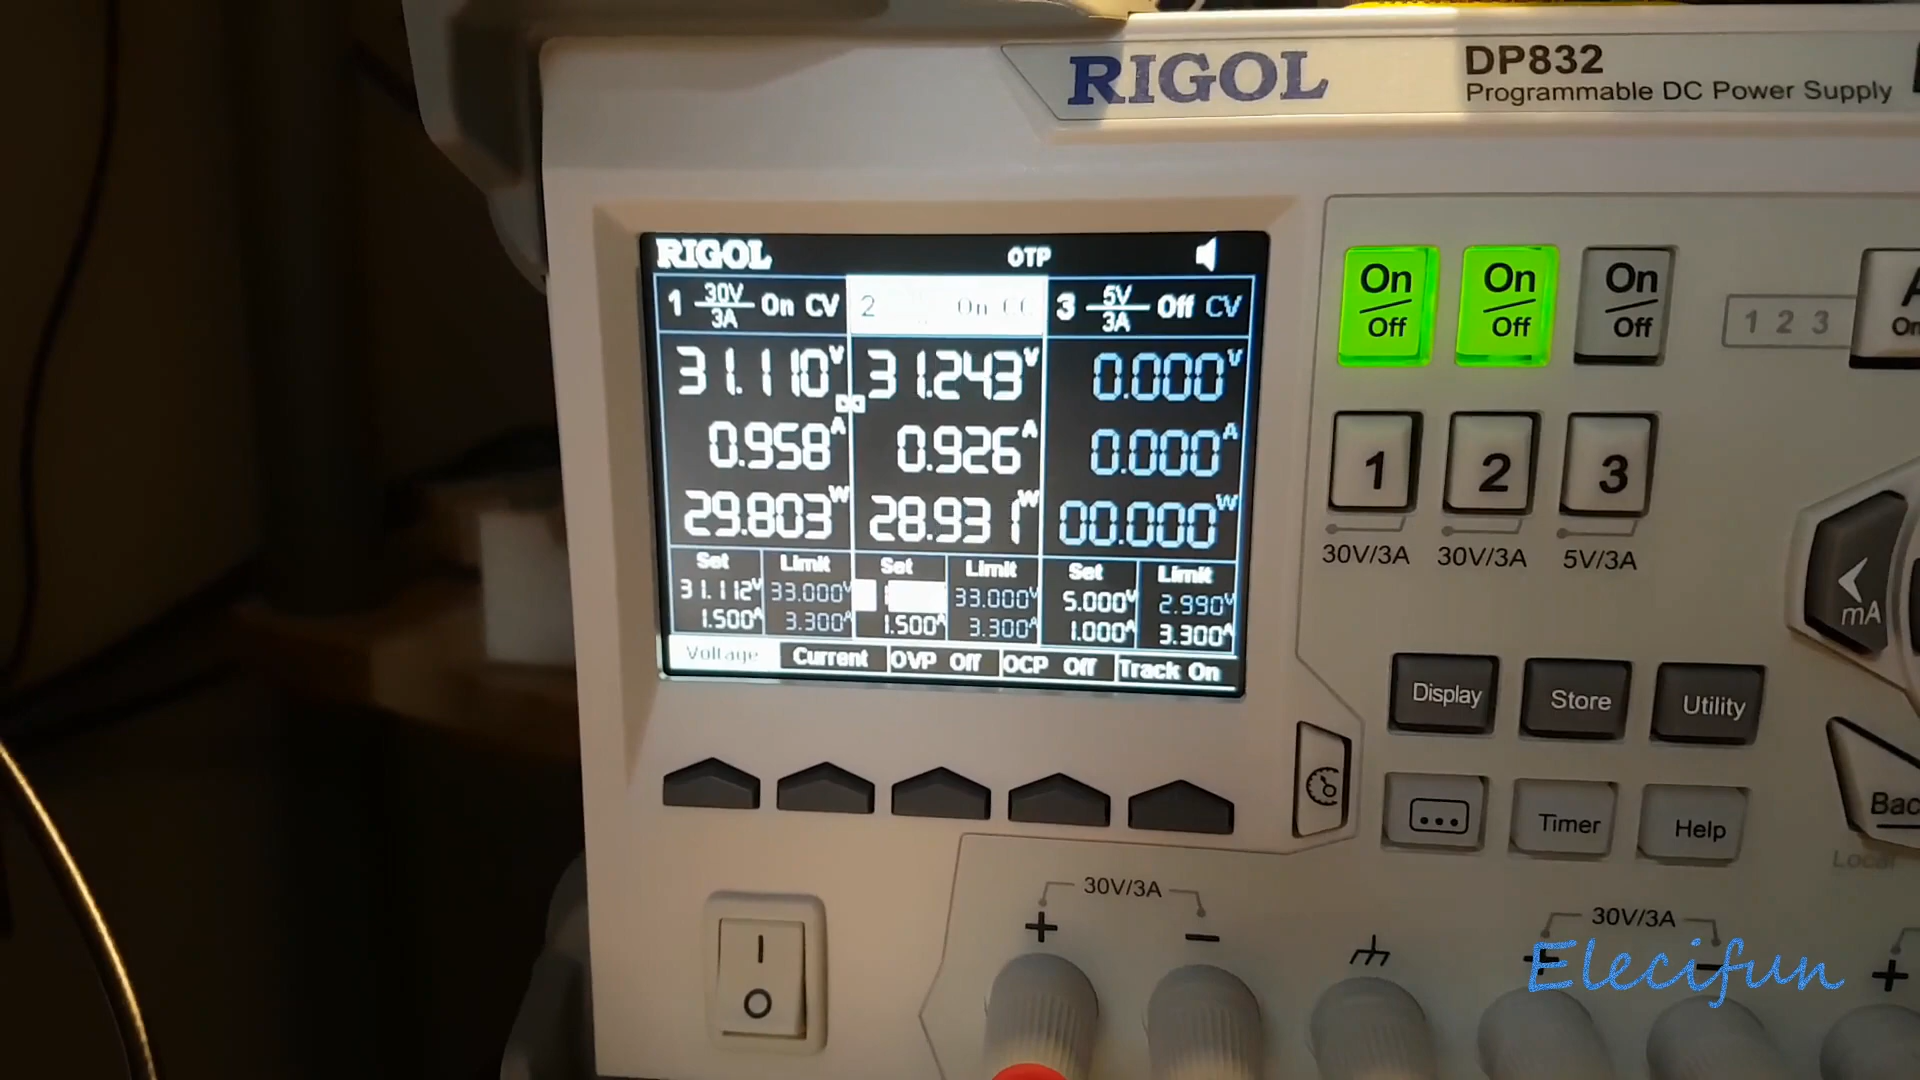 RIGOL
DP832
Programmable DC Power Supply
RIGOL OTP
1 30V/3A On CV
2 On CC
3 5V/3A Off CV
31.110V 31.243V 0.000V
0.958A 0.926A 0.000A
29.803W 28.931W 00.000W
Set Limit Set Limit Set Limit
31.112V 33.000V 33.000V 5.000V 2.990V
1.500A 3.300A 1.500A 3.300A 1.000A 3.300A
Voltage Current OVP Off OCP Off Track On
On/Off On/Off On/Off
1 2 3
On
1 2 3
30V/3A 30V/3A 5V/3A
mA
Display Store Utility
Timer Help
Back
Local
30V/3A
+ −
30V/3A
+ −
+
I
O
Elecifun